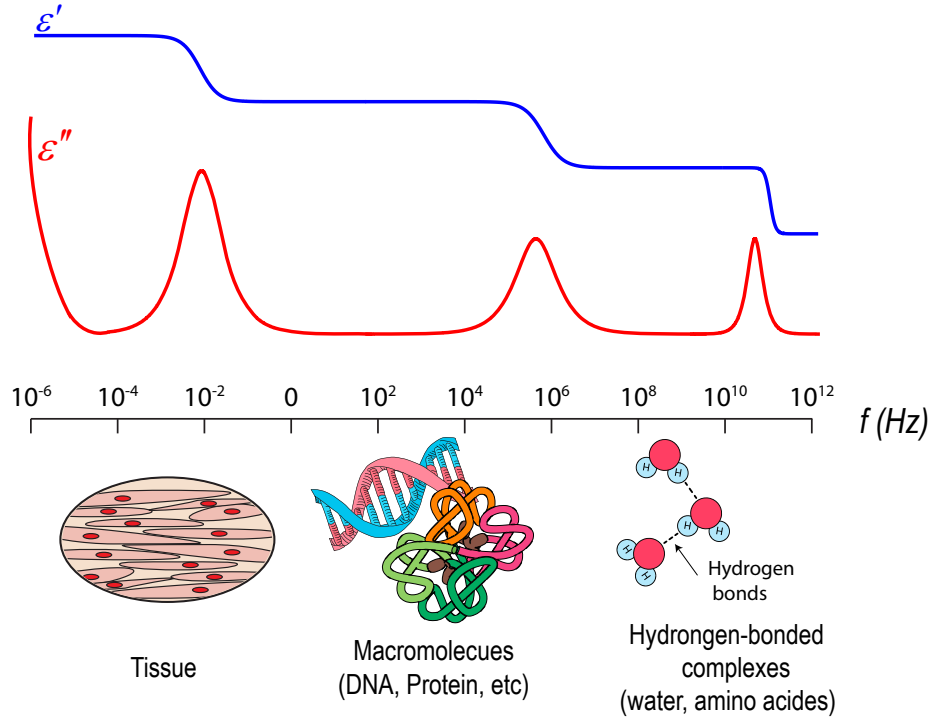 ε′
ε″
10⁻⁶ 10⁻⁴ 10⁻² 0 10² 10⁴ 10⁶ 10⁸ 10¹⁰ 10¹²
f (Hz)
H
H
H
H
H
H
Hydrogen
bonds
Tissue
Macromolecues
(DNA, Protein, etc)
Hydrongen-bonded
complexes
(water, amino acides)